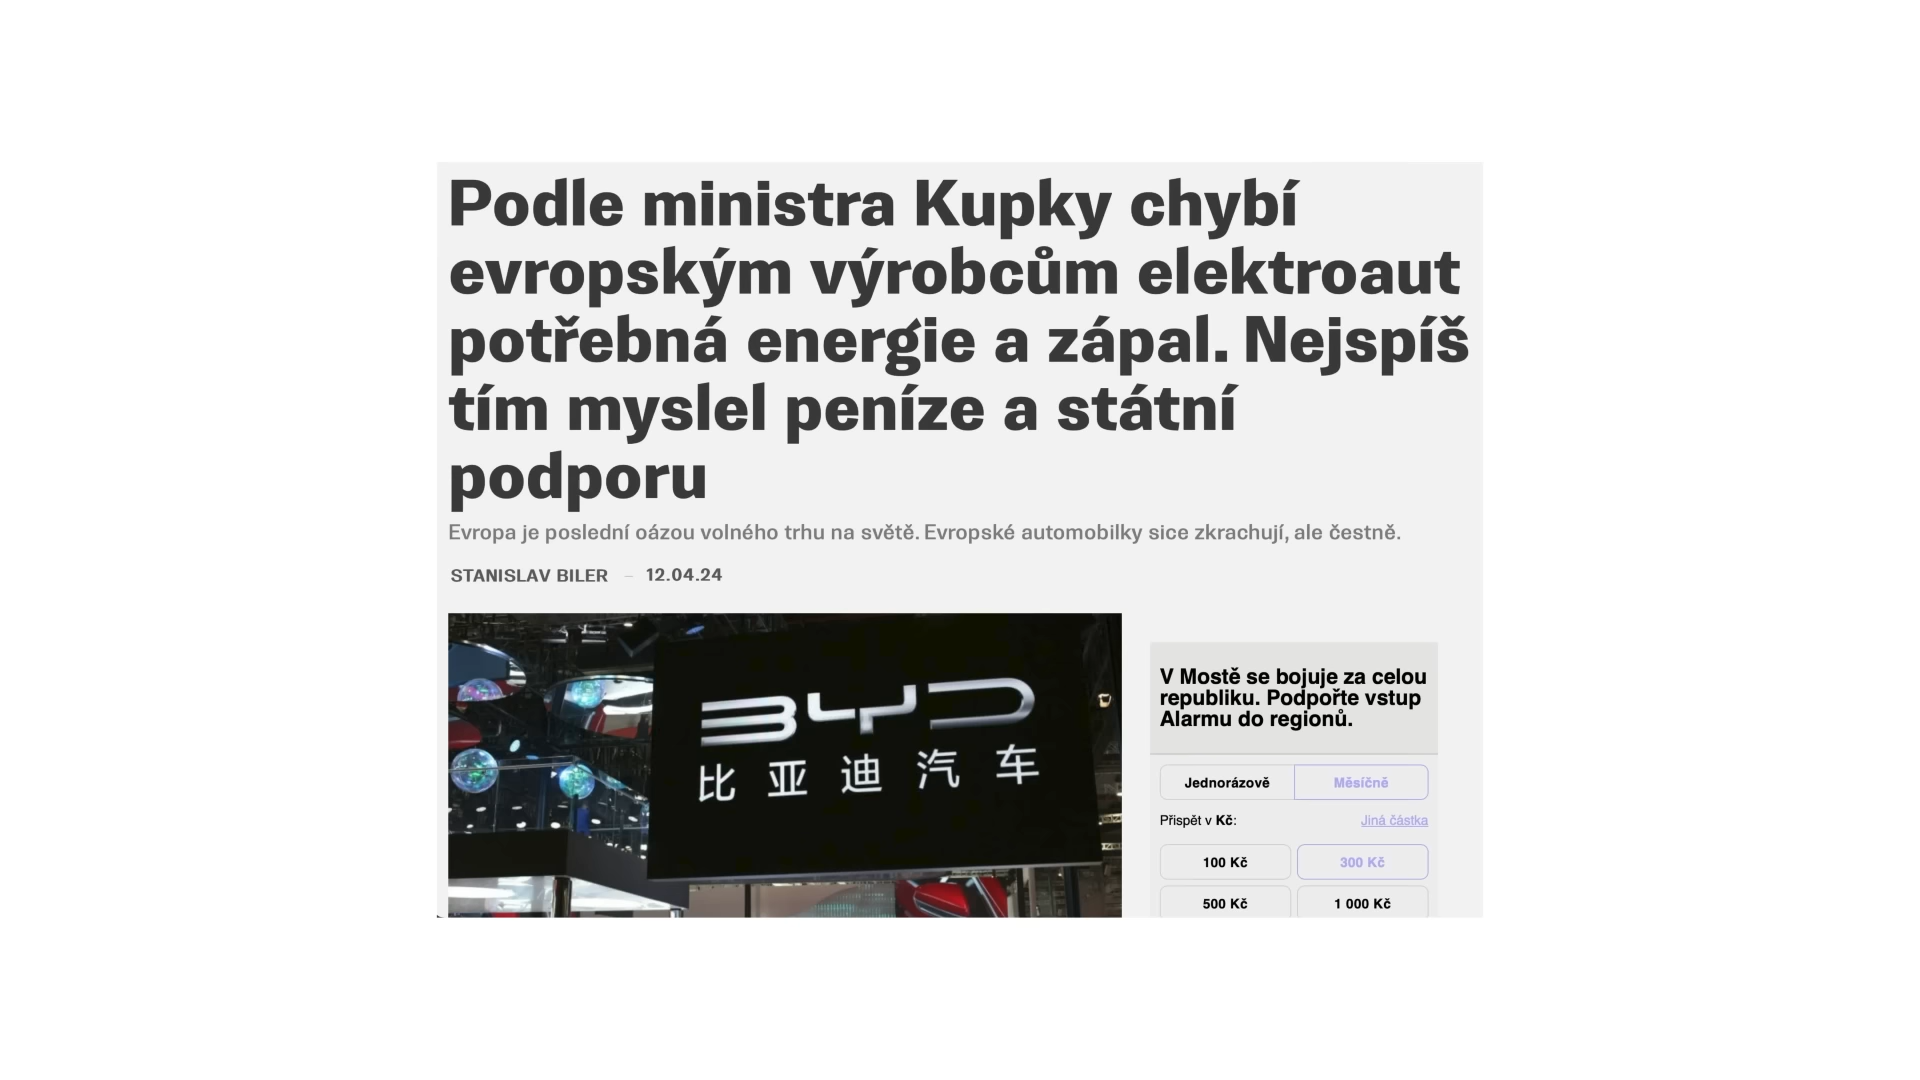 Podle ministra Kupky chybí
evropským výrobcům elektroaut
potřebná energie a zápal. Nejspíš
tím myslel peníze a státní
podporu
Evropa je poslední oázou volného trhu na světě. Evropské automobilky sice zkrachují, ale čestně.
STANISLAV BILER – 12.04.24
BYD
比亚迪汽车
V Mostě se bojuje za celou
republiku. Podpořte vstup
Alarmu do regionů.
Jednorázově Měsíčně
Přispět v Kč: Jiná částka
100 Kč 300 Kč
500 Kč 1 000 Kč